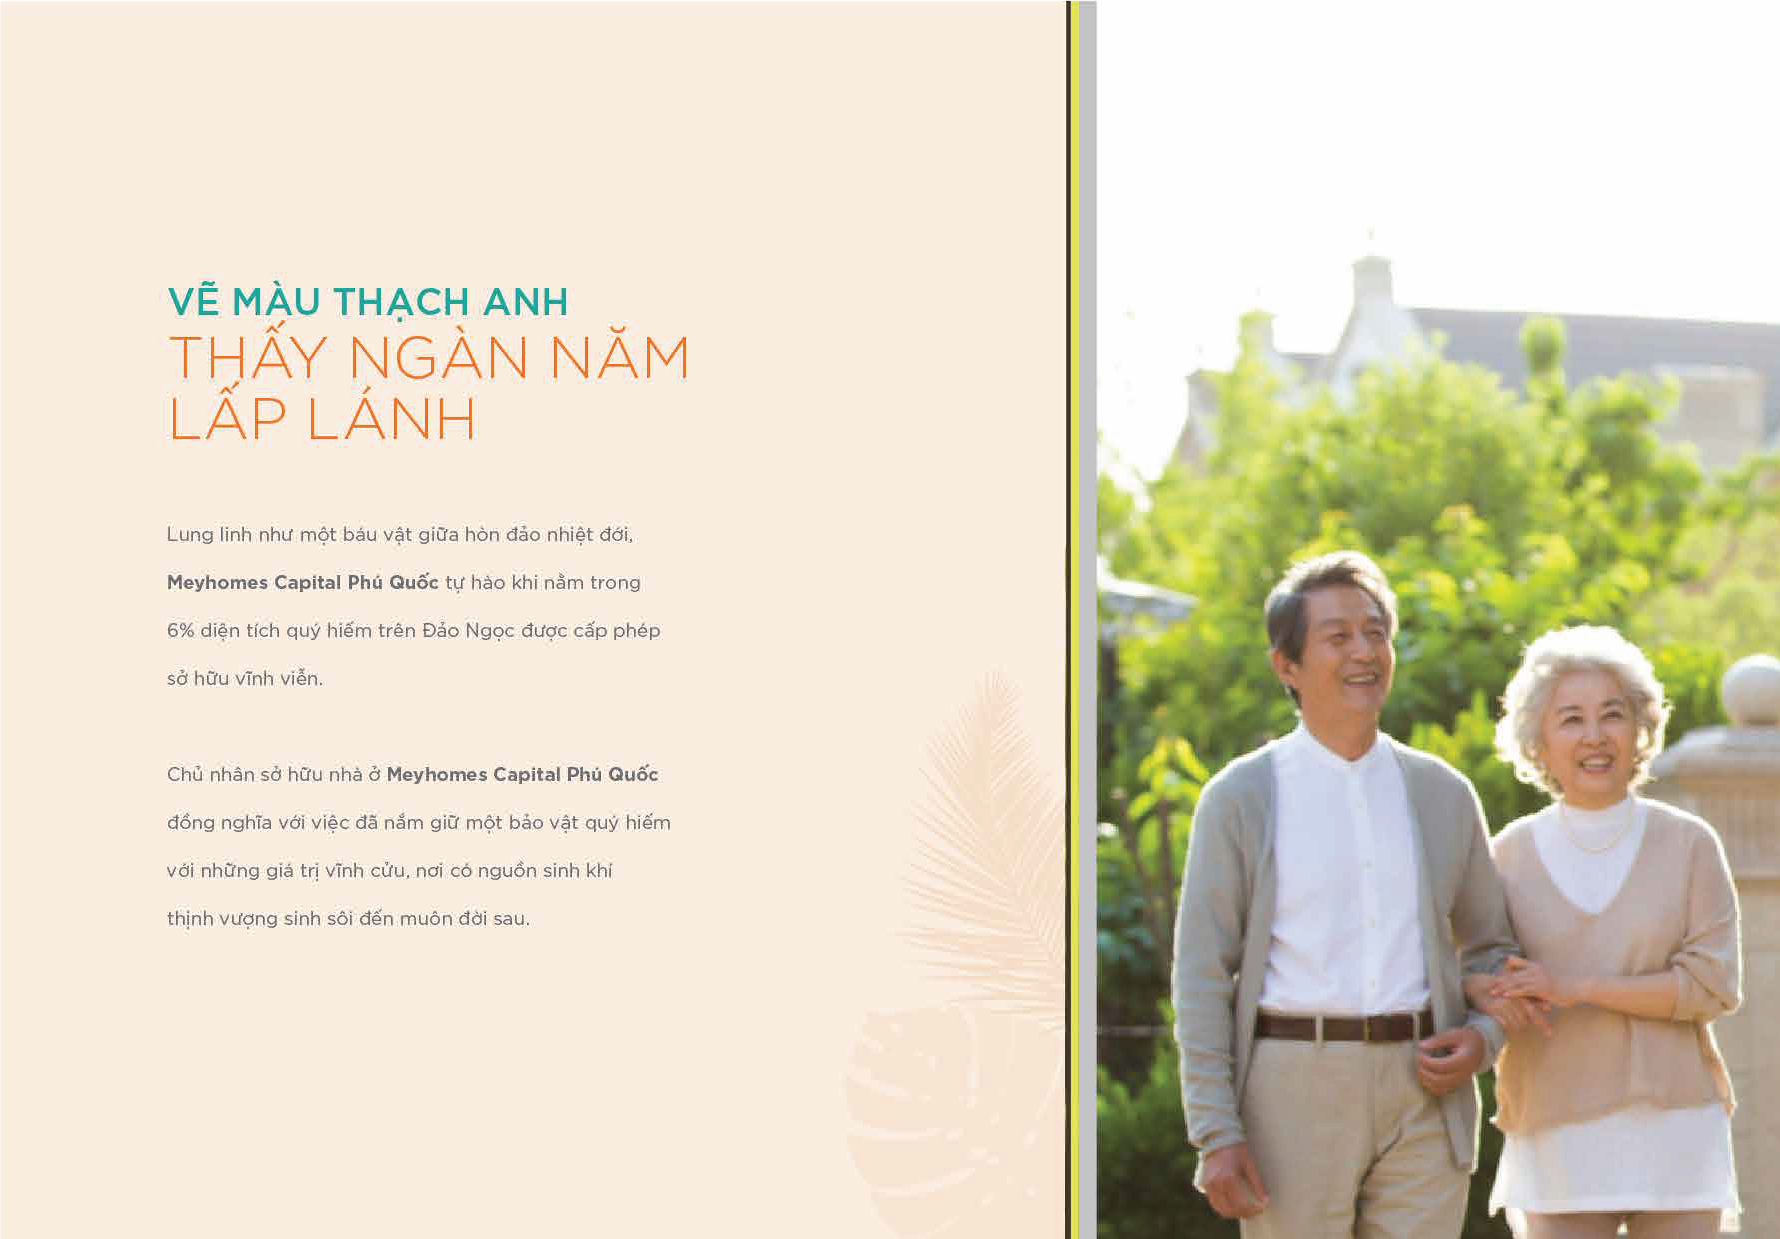 VẼ MÀU THẠCH ANH
THẤY NGÀN NĂM
LẤP LÁNH
Lung linh như một báu vật giữa hòn đảo nhiệt đới,
Meyhomes Capital Phú Quốc tự hào khi nằm trong
6% diện tích quý hiếm trên Đảo Ngọc được cấp phép
sở hữu vĩnh viễn.
Chủ nhân sở hữu nhà ở Meyhomes Capital Phú Quốc
đồng nghĩa với việc đã nắm giữ một bảo vật quý hiếm
với những giá trị vĩnh cửu, nơi có nguồn sinh khí
thịnh vượng sinh sôi đến muôn đời sau.